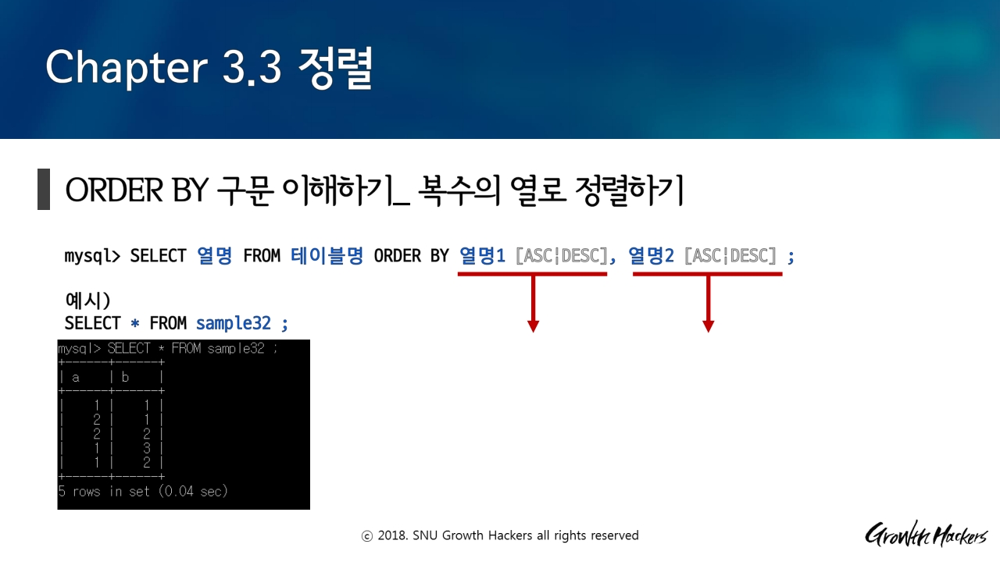 Chapter 3.3 정렬
ORDER BY 구문 이해하기_ 복수의 열로 정렬하기
mysql> SELECT 열명 FROM 테이블명 ORDER BY 열명1 [ASC|DESC], 열명2 [ASC|DESC] ;
예시)
SELECT * FROM sample32 ;
mysql> SELECT * FROM sample32 ;
+------+------+
| a    | b    |
+------+------+
|    1 |    1 |
|    2 |    1 |
|    2 |    2 |
|    1 |    3 |
|    1 |    2 |
+------+------+
5 rows in set (0.04 sec)
ⓒ 2018. SNU Growth Hackers all rights reserved
Growth Hackers